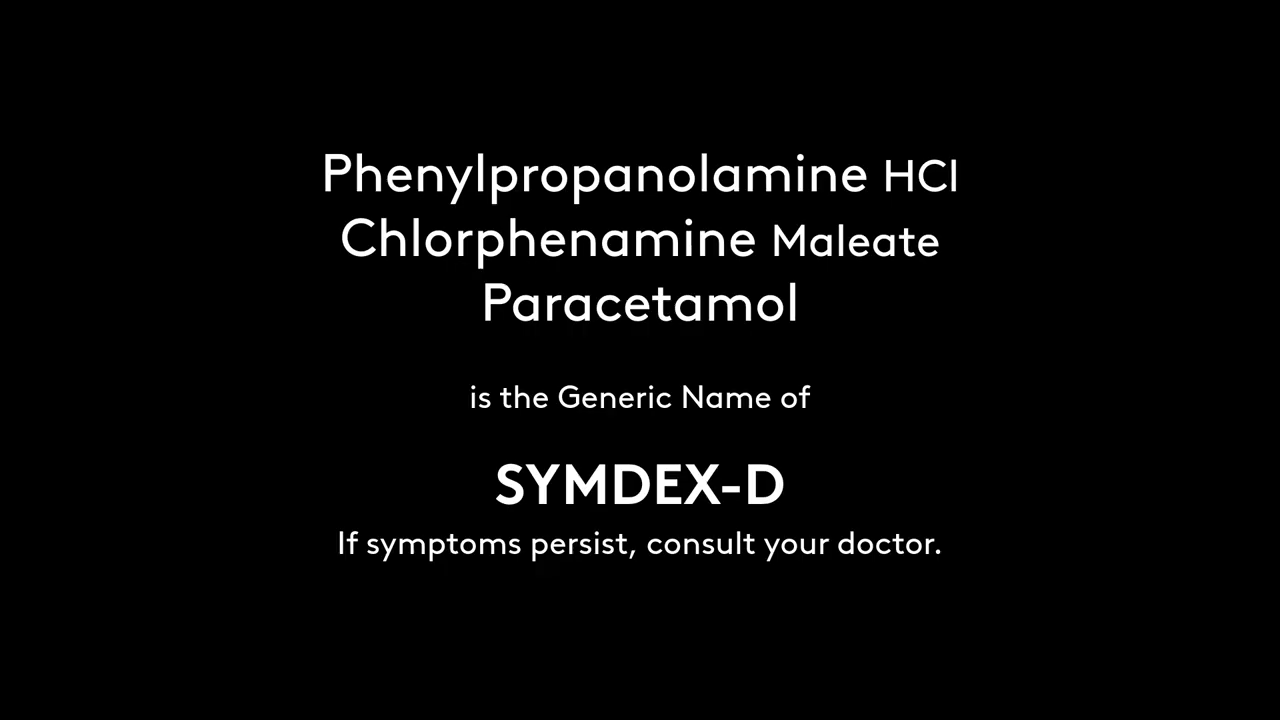 Phenylpropanolamine HCl
Chlorphenamine Maleate
Paracetamol
is the Generic Name of
SYMDEX-D
If symptoms persist, consult your doctor.